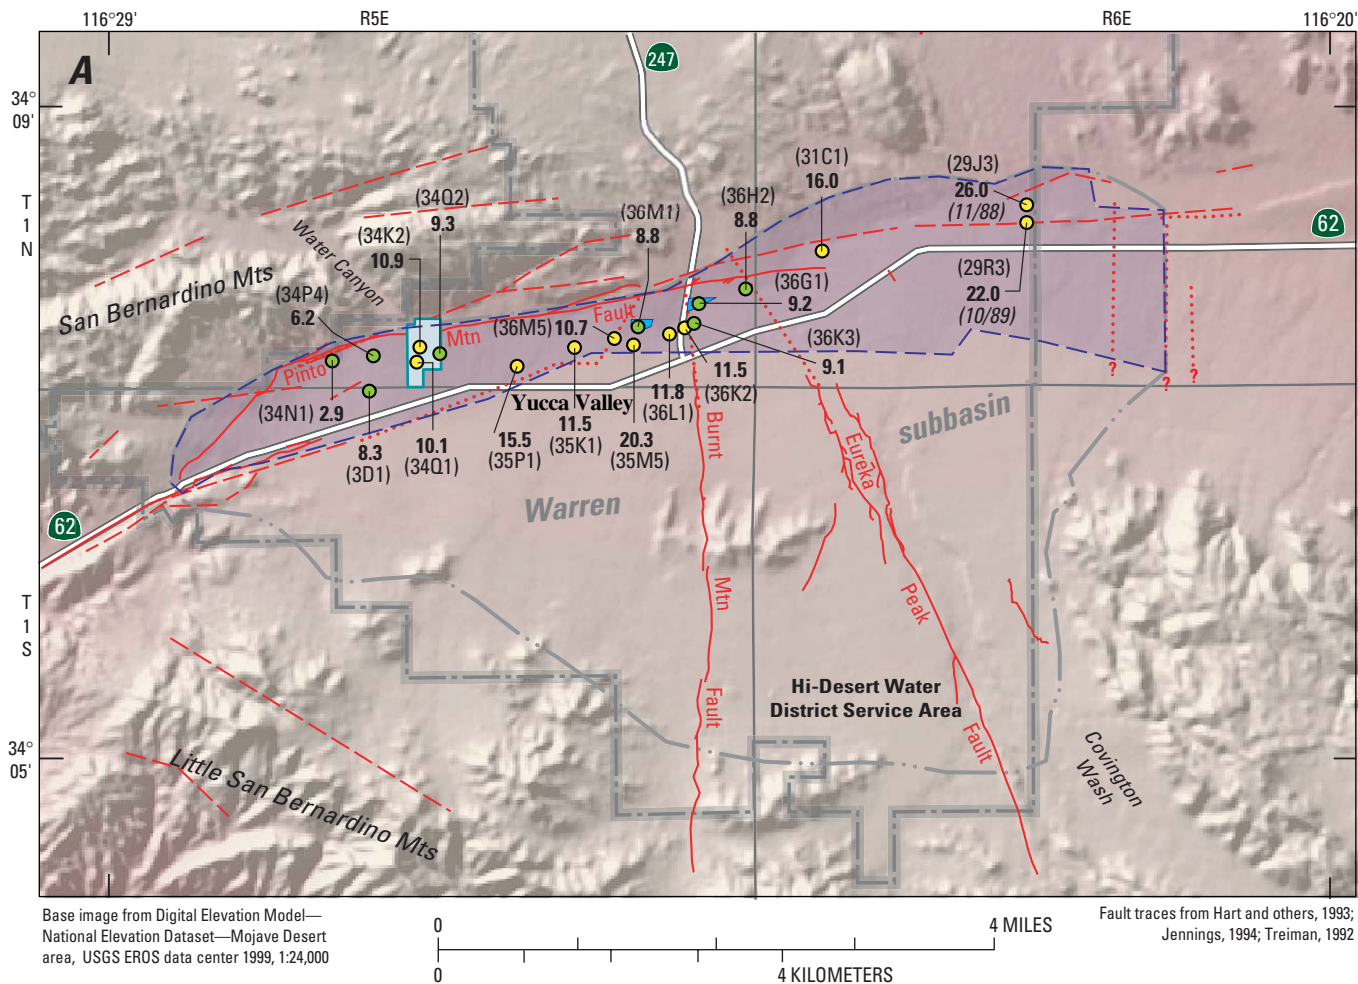 116°29'
R5E
R6E
116°20'
A
34°
09'
T
1
N
T
1
S
34°
05'
247
62
62
(31C1)
16.0
(29J3)
26.0
(11/88)
(29R3)
22.0
(10/89)
(36H2)
8.8
(36M1)
8.8
(34Q2)
9.3
(34K2)
10.9
Water Canyon
San Bernardino Mts
(34P4)
6.2
(36G1)
9.2
(36M5) 10.7
Pinto
Mtn
Fault
(36K3)
9.1
11.5
(36K2)
11.8
(36L1)
Yucca Valley
(34N1) 2.9
8.3
(3D1)
10.1
(34Q1)
15.5
(35P1)
11.5
(35K1)
20.3
(35M5)
Warren
subbasin
Burnt
Mtn
Fault
Eureka
Peak
Fault
? ? ?
Hi-Desert Water
District Service Area
Covington
Wash
Little San Bernardino Mts
Base image from Digital Elevation Model—
National Elevation Dataset—Mojave Desert
area, USGS EROS data center 1999, 1:24,000
0 4 MILES
0 4 KILOMETERS
Fault traces from Hart and others, 1993;
Jennings, 1994; Treiman, 1992